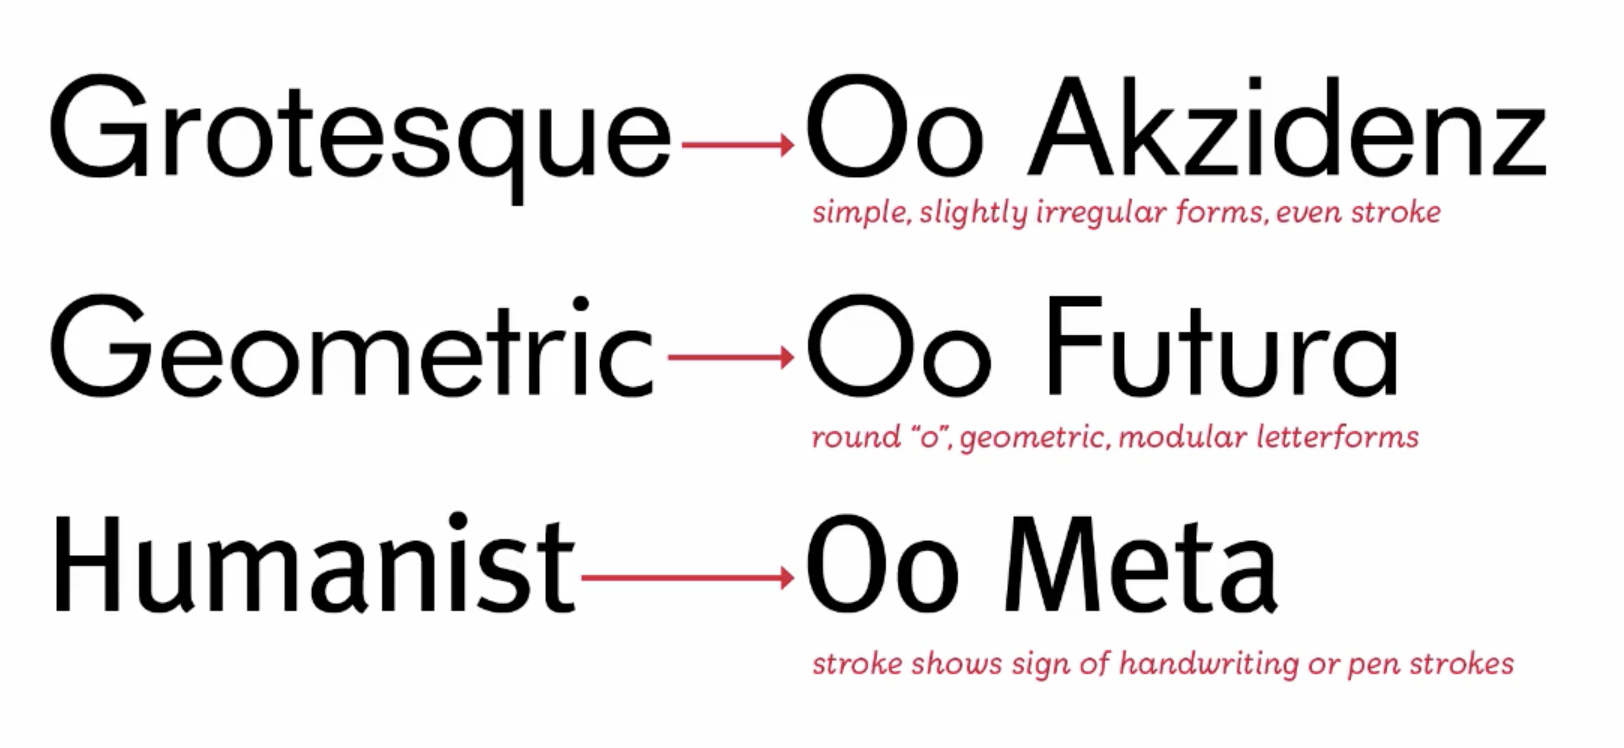 Grotesque Oo Akzidenz
simple, slightly irregular forms, even stroke
Geometric Oo Futura
round “o”, geometric, modular letterforms
Humanist Oo Meta
stroke shows sign of handwriting or pen strokes